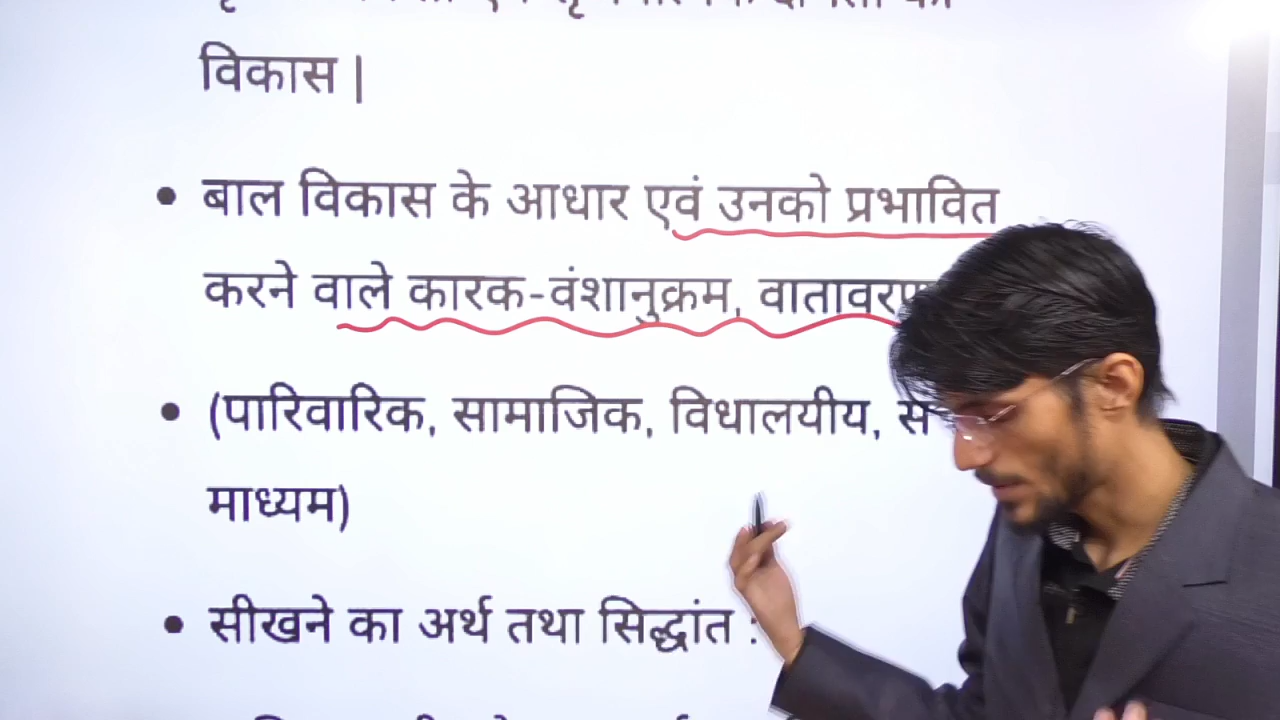 विकास |
बाल विकास के आधार एवं उनको प्रभावित
करने वाले कारक-वंशानुक्रम, वातावरण
(पारिवारिक, सामाजिक, विधालयीय,
माध्यम)
सीखने का अर्थ तथा सिद्धांत :